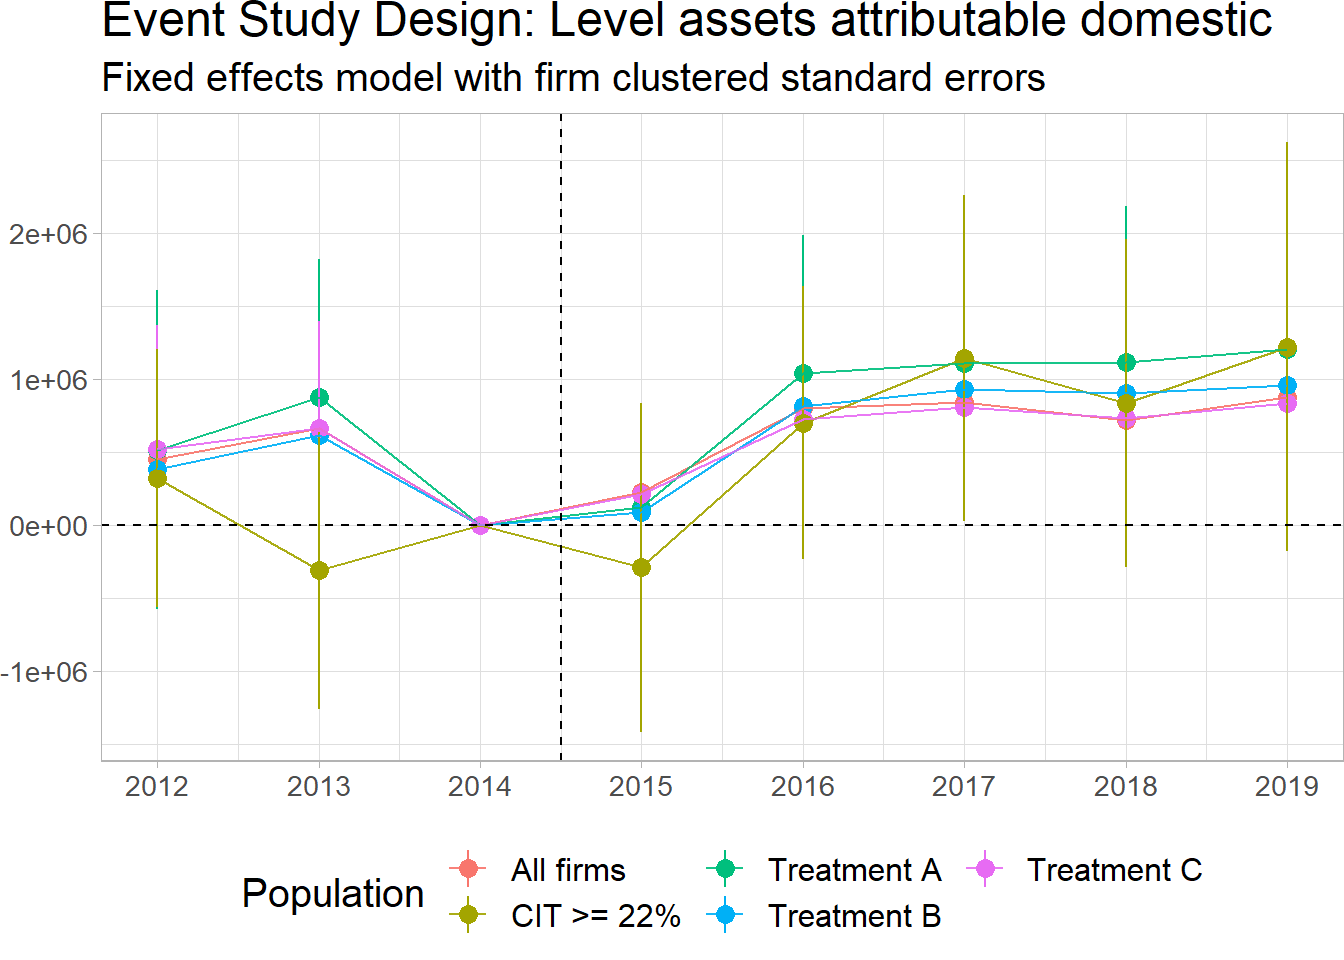 Event Study Design: Level assets attributable domestic
Fixed effects model with firm clustered standard errors
2e+06
1e+06
0e+00
-1e+06
2012 2013 2014 2015 2016 2017 2018 2019
Population
All firms Treatment A Treatment C
CIT >= 22% Treatment B